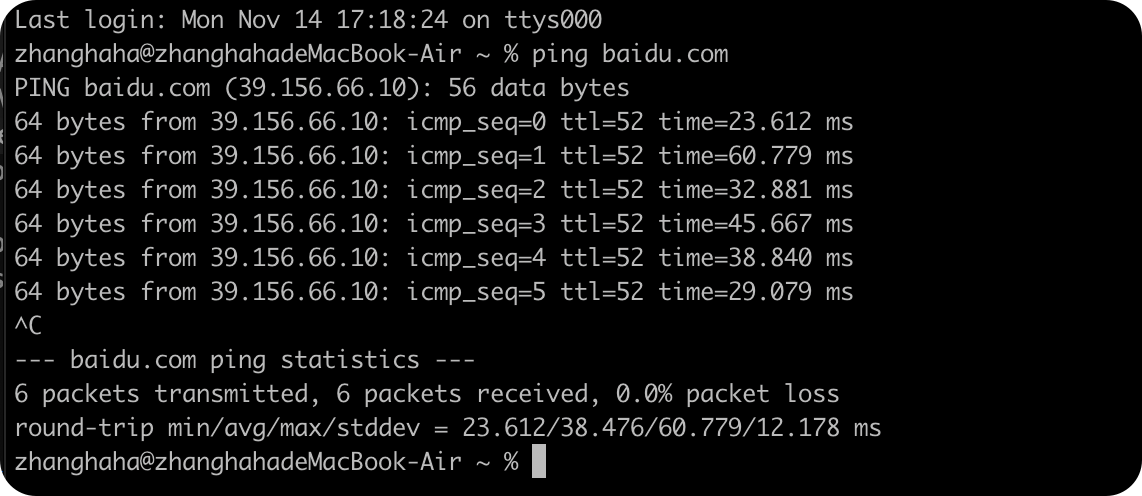 Last login: Mon Nov 14 17:18:24 on ttys000
zhanghaha@zhanghahadeMacBook-Air ~ % ping baidu.com
PING baidu.com (39.156.66.10): 56 data bytes
64 bytes from 39.156.66.10: icmp_seq=0 ttl=52 time=23.612 ms
64 bytes from 39.156.66.10: icmp_seq=1 ttl=52 time=60.779 ms
64 bytes from 39.156.66.10: icmp_seq=2 ttl=52 time=32.881 ms
64 bytes from 39.156.66.10: icmp_seq=3 ttl=52 time=45.667 ms
64 bytes from 39.156.66.10: icmp_seq=4 ttl=52 time=38.840 ms
64 bytes from 39.156.66.10: icmp_seq=5 ttl=52 time=29.079 ms
^C
--- baidu.com ping statistics ---
6 packets transmitted, 6 packets received, 0.0% packet loss
round-trip min/avg/max/stddev = 23.612/38.476/60.779/12.178 ms
zhanghaha@zhanghahadeMacBook-Air ~ %